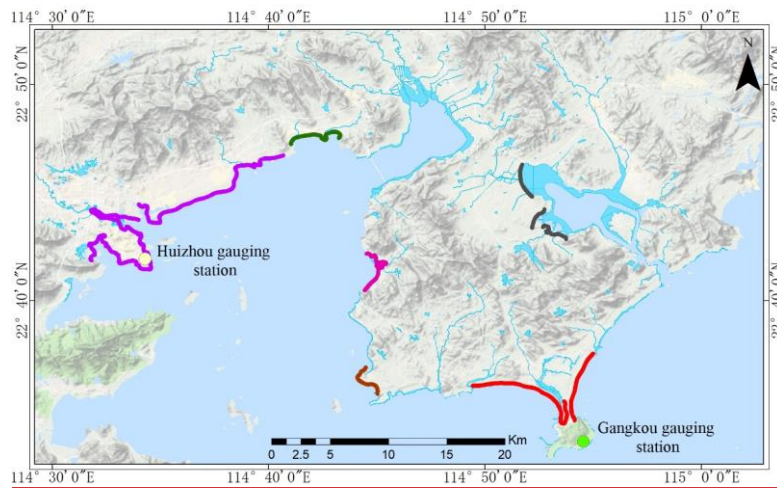 114° 30′0″E 114° 40′0″E 114° 50′0″E 115° 0′0″E
N
22° 50′0″N 22° 50′0″N
Huizhou gauging
station
22° 40′0″N 22° 40′0″N
Gangkou gauging
station
Km
0 2.5 5 10 15 20
114° 30′0″E 114° 40′0″E 114° 50′0″E 115° 0′0″E